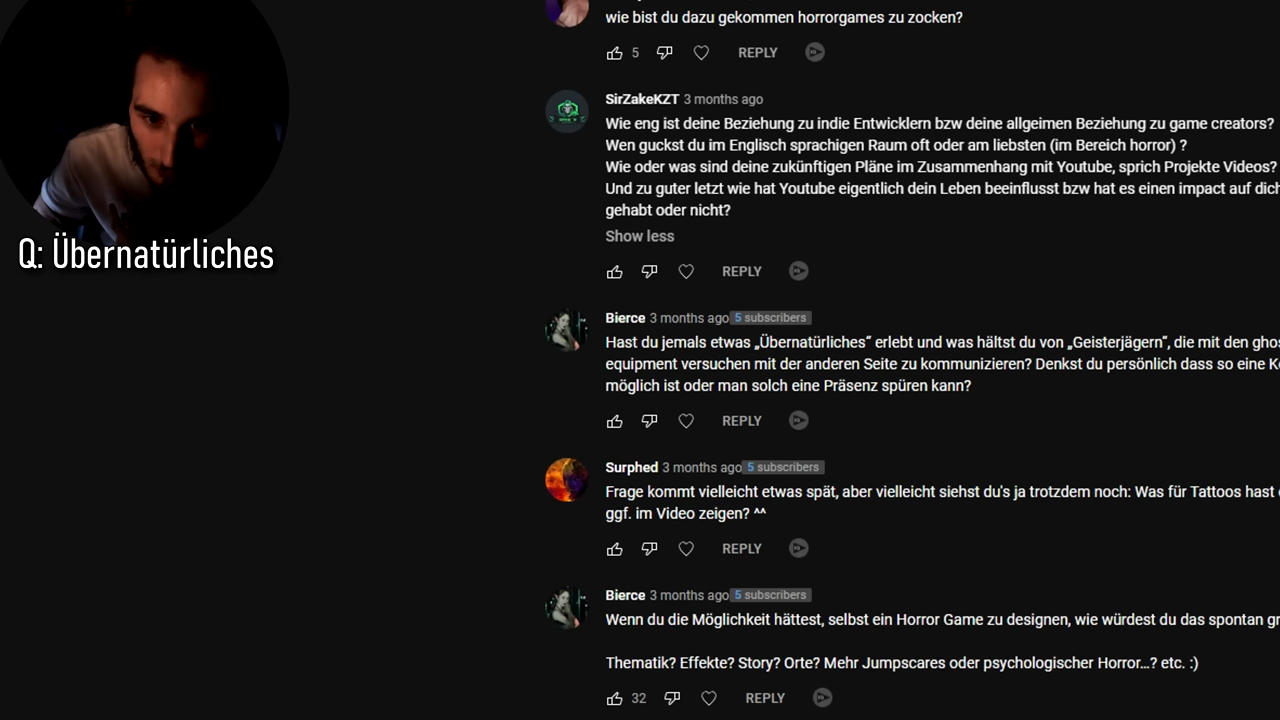 wie bist du dazu gekommen horrorgames zu zocken?
5 REPLY
SirZakeKZT 3 months ago
Wie eng ist deine Beziehung zu indie Entwicklern bzw deine allgeimen Beziehung zu game creators?
Wen guckst du im Englisch sprachigen Raum oft oder am liebsten (im Bereich horror) ?
Wie oder was sind deine zukünftigen Pläne im Zusammenhang mit Youtube, sprich Projekte Videos?
Und zu guter letzt wie hat Youtube eigentlich dein Leben beeinflusst bzw hat es einen impact auf dich
gehabt oder nicht?
Show less
REPLY
Q: Übernatürliches
Bierce 3 months ago 5 subscribers
Hast du jemals etwas „Übernatürliches“ erlebt und was hältst du von „Geisterjägern“, die mit den ghos
equipment versuchen mit der anderen Seite zu kommunizieren? Denkst du persönlich dass so eine K
möglich ist oder man solch eine Präsenz spüren kann?
REPLY
Surphed 3 months ago 5 subscribers
Frage kommt vielleicht etwas spät, aber vielleicht siehst du's ja trotzdem noch: Was für Tattoos hast
ggf. im Video zeigen? ^^
REPLY
Bierce 3 months ago 5 subscribers
Wenn du die Möglichkeit hättest, selbst ein Horror Game zu designen, wie würdest du das spontan gr
Thematik? Effekte? Story? Orte? Mehr Jumpscares oder psychologischer Horror...? etc. :)
32 REPLY